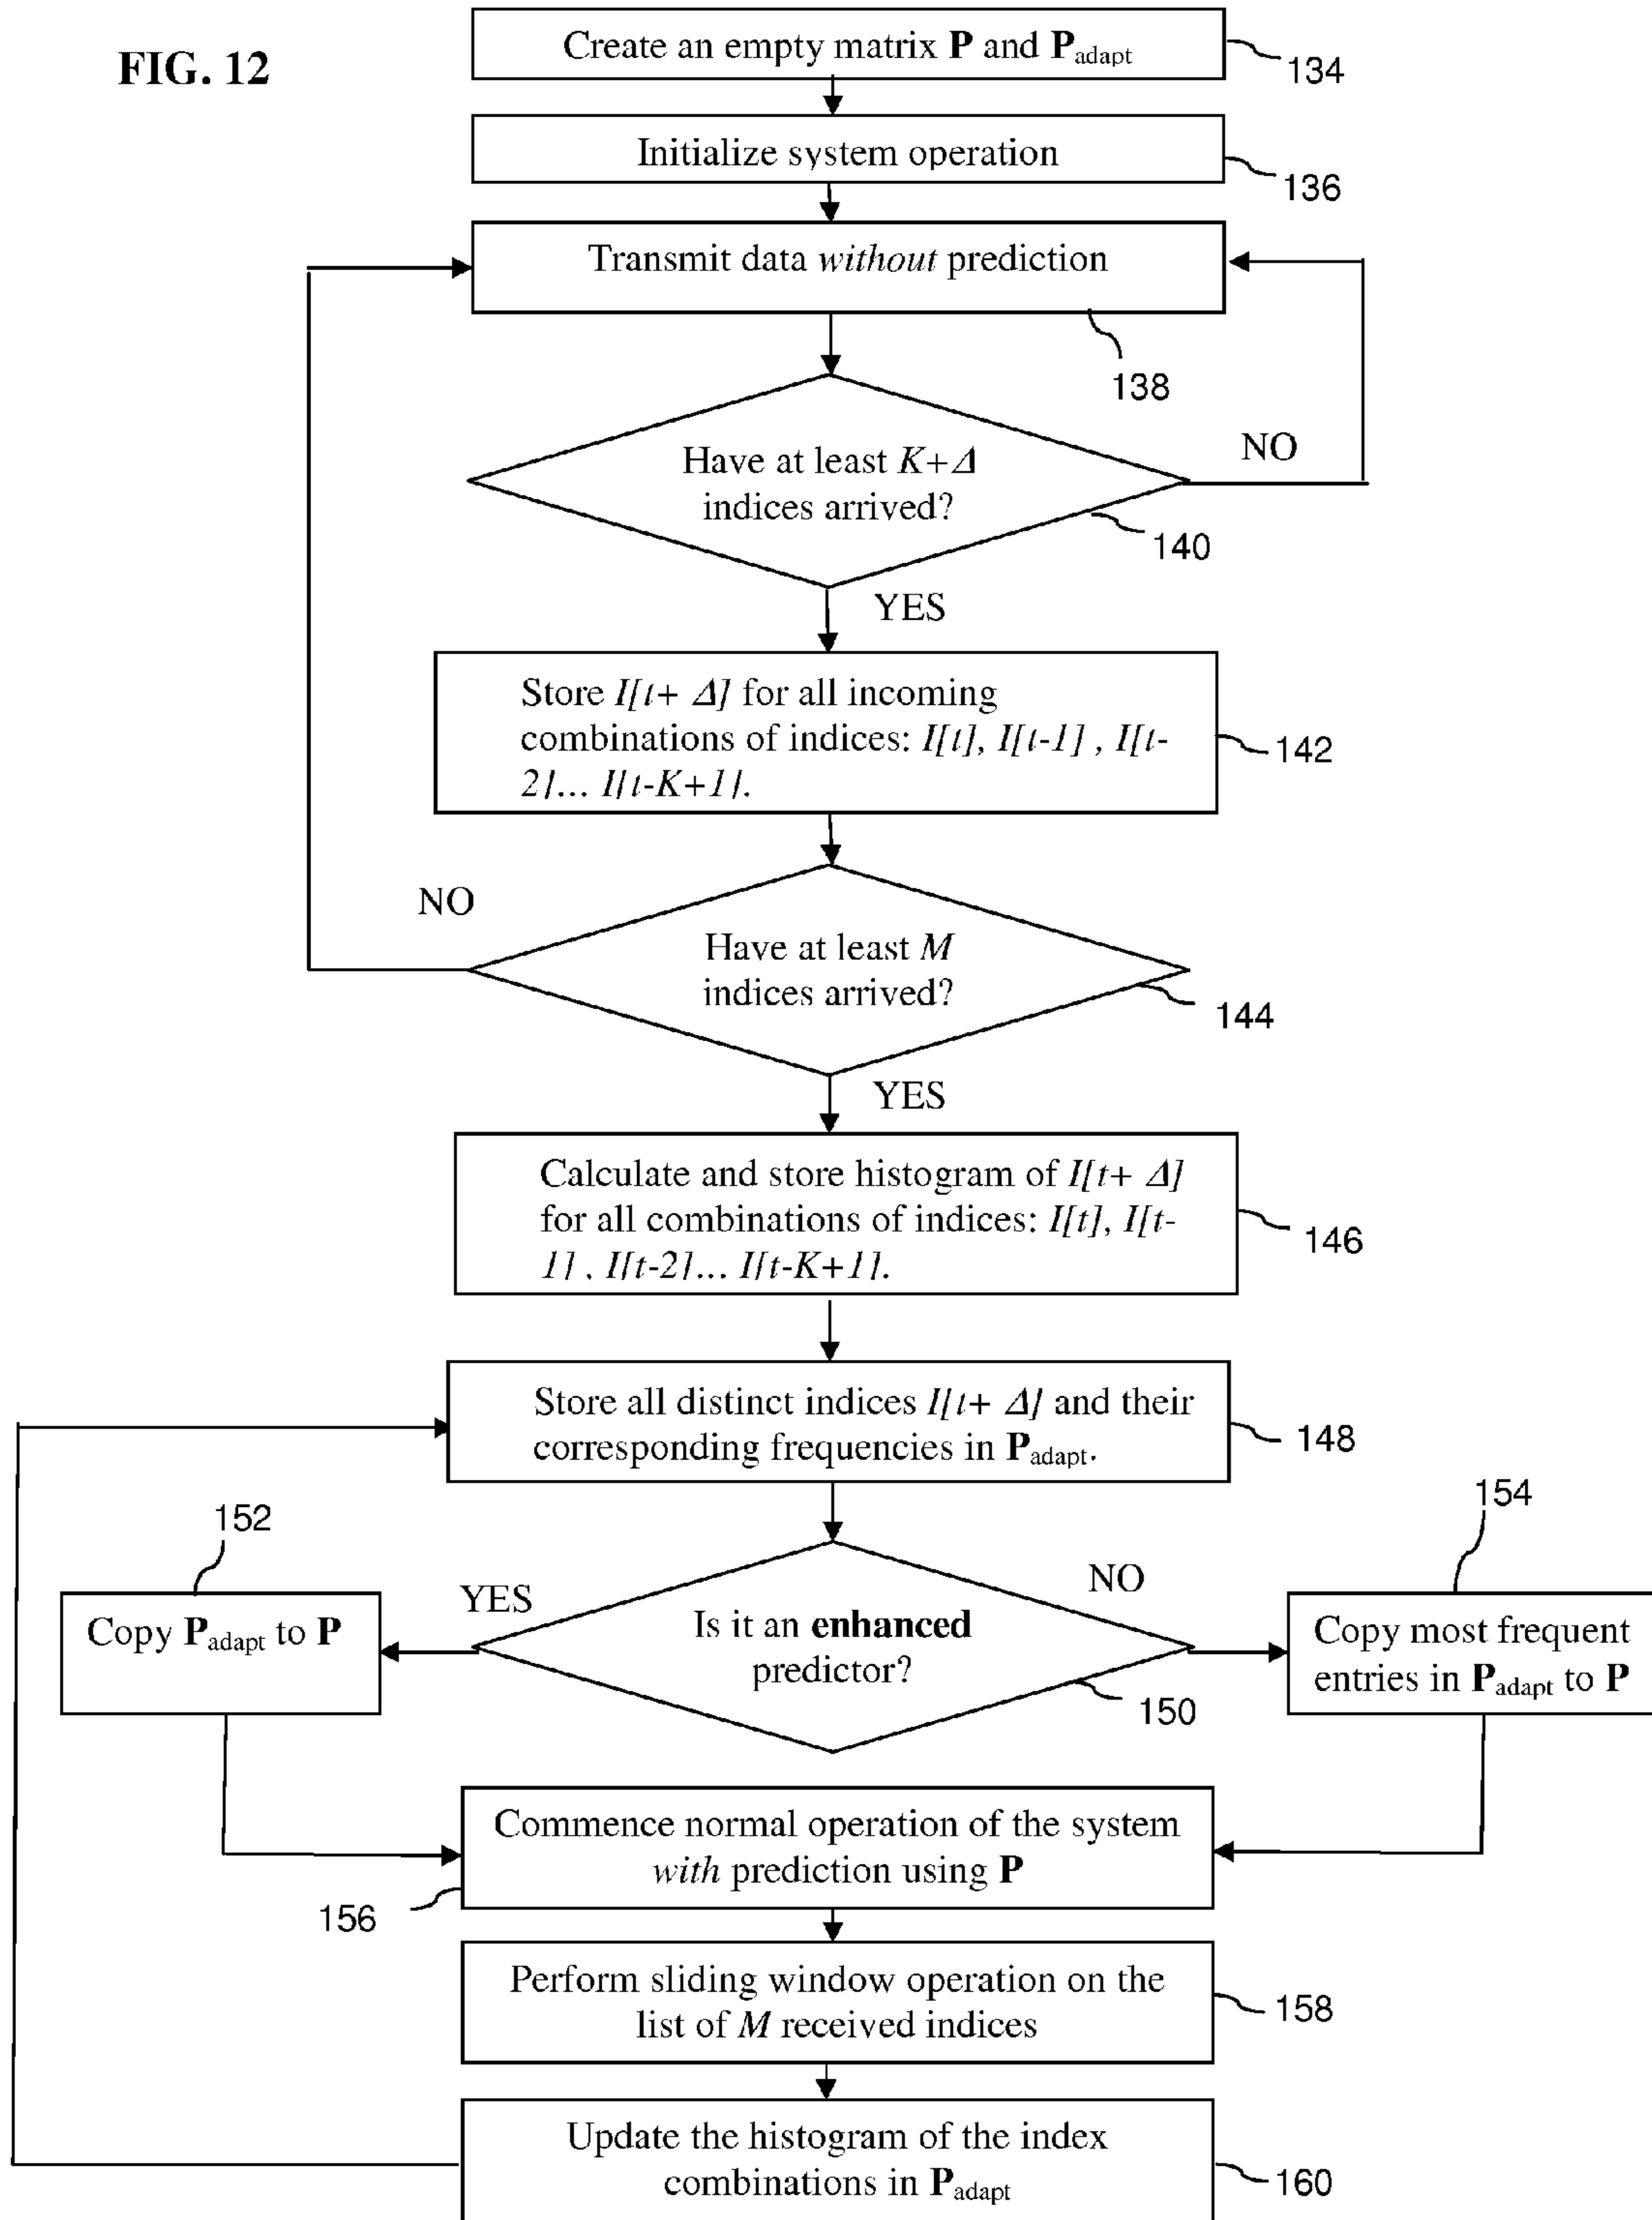 FIG. 12
Create an empty matrix P and Padapt
134
Initialize system operation
136
Transmit data without prediction
138
Have at least K+Δ
indices arrived?
NO
140
YES
Store I[t+ Δ] for all incoming
combinations of indices: I[t], I[t-1] , I[t-
2]... I[t-K+1].
142
NO
Have at least M
indices arrived?
144
YES
Calculate and store histogram of I[t+ Δ]
for all combinations of indices: I[t], I[t-
1] , I[t-2]... I[t-K+1].
146
Store all distinct indices I[t+ Δ] and their
corresponding frequencies in Padapt.
148
152
154
YES
NO
Copy Padapt to P
Is it an enhanced
predictor?
150
Copy most frequent
entries in Padapt to P
Commence normal operation of the system
with prediction using P
156
Perform sliding window operation on the
list of M received indices
158
Update the histogram of the index
combinations in Padapt
160